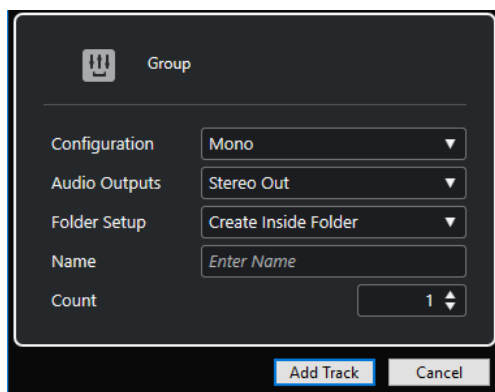 Group
Configuration Mono
Audio Outputs Stereo Out
Folder Setup Create Inside Folder
Name Enter Name
Count 1
Add Track Cancel